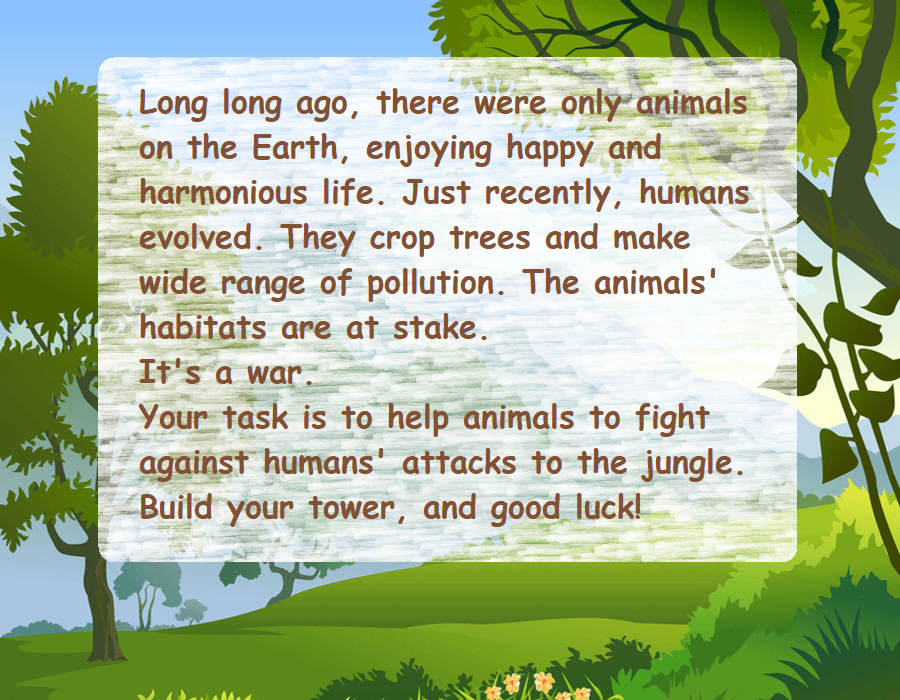 Long long ago, there were only animals
on the Earth, enjoying happy and
harmonious life. Just recently, humans
evolved. They crop trees and make
wide range of pollution. The animals'
habitats are at stake.
It's a war.
Your task is to help animals to fight
against humans' attacks to the jungle.
Build your tower, and good luck!